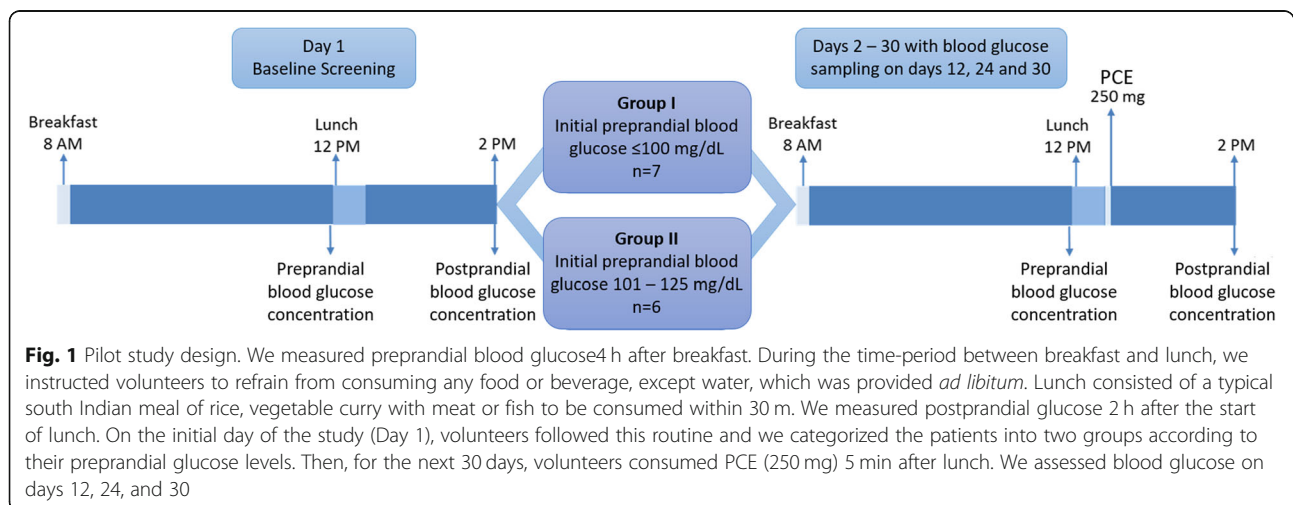 Day 1
Baseline Screening
Breakfast
8 AM
Lunch
12 PM
2 PM
Preprandial
blood glucose
concentration
Postprandial
blood glucose
concentration
Group I
Initial preprandial blood
glucose ≤100 mg/dL
n=7
Group II
Initial preprandial blood
glucose 101 – 125 mg/dL
n=6
Days 2 – 30 with blood glucose
sampling on days 12, 24 and 30
Breakfast
8 AM
Lunch
12 PM
PCE
250 mg
2 PM
Preprandial
blood glucose
concentration
Postprandial
blood glucose
concentration
Fig. 1 Pilot study design. We measured preprandial blood glucose4 h after breakfast. During the time-period between breakfast and lunch, we
instructed volunteers to refrain from consuming any food or beverage, except water, which was provided ad libitum. Lunch consisted of a typical
south Indian meal of rice, vegetable curry with meat or fish to be consumed within 30 m. We measured postprandial glucose 2 h after the start
of lunch. On the initial day of the study (Day 1), volunteers followed this routine and we categorized the patients into two groups according to
their preprandial glucose levels. Then, for the next 30 days, volunteers consumed PCE (250 mg) 5 min after lunch. We assessed blood glucose on
days 12, 24, and 30